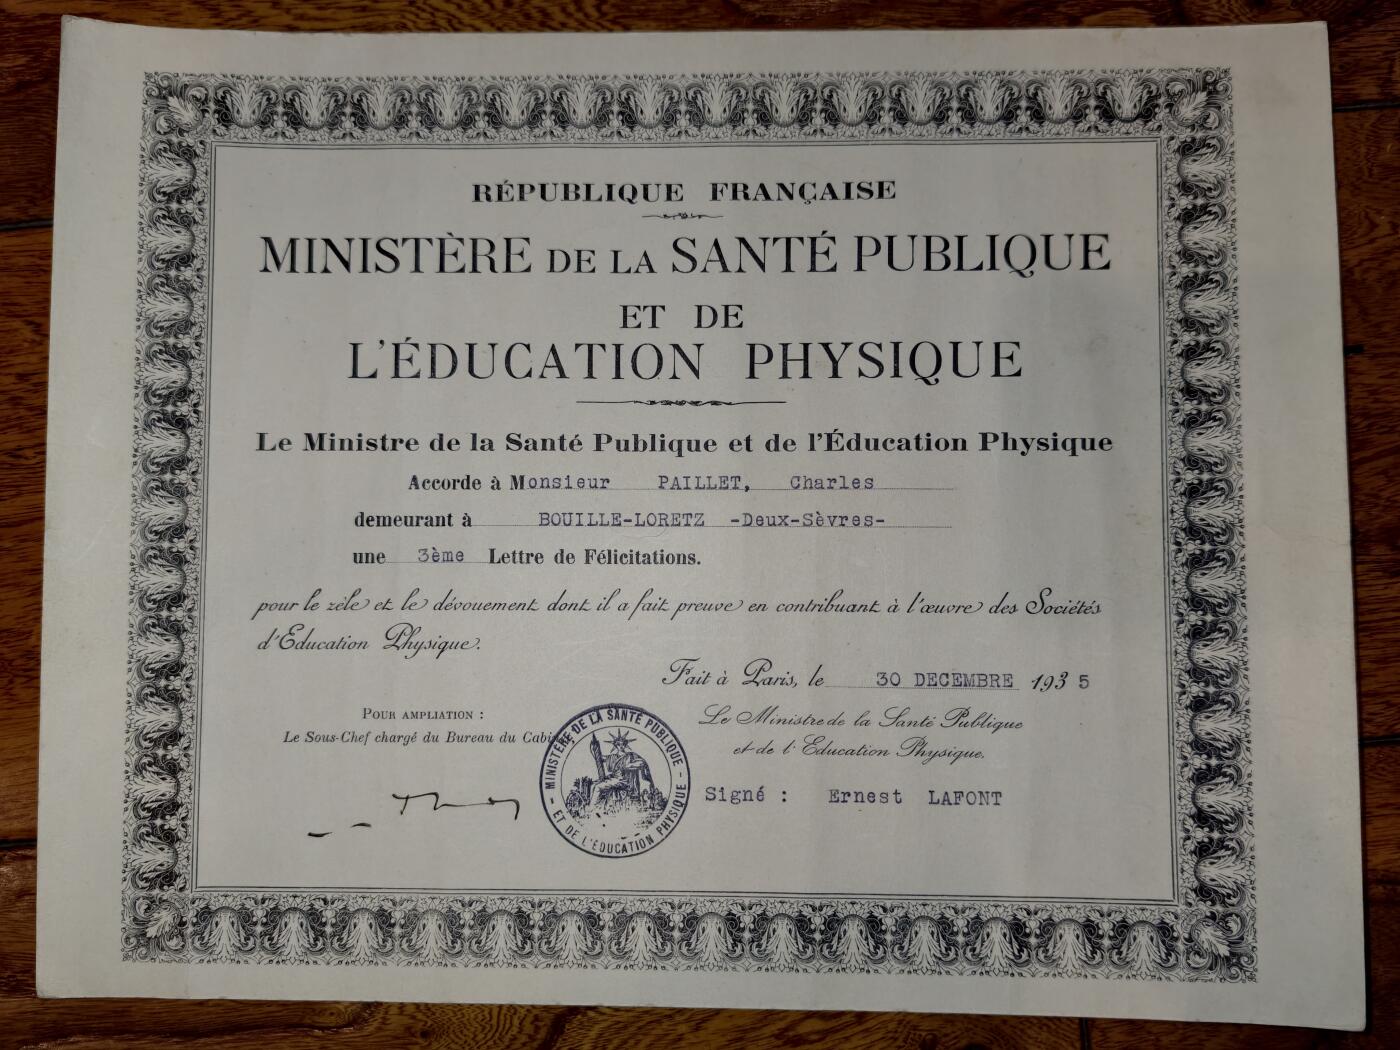 RÉPUBLIQUE FRANÇAISE
MINISTÈRE DE LA SANTÉ PUBLIQUE
ET DE
L'ÉDUCATION PHYSIQUE
Le Ministre de la Santé Publique et de l'Éducation Physique
Accorde à Monsieur PAILLET, Charles
demeurant à BOUILLE-LORETZ -Deux-Sèvres-
une 3ème Lettre de Félicitations.
pour le zèle et le dévouement dont il a fait preuve en contribuant à l'œuvre des Sociétés
d'Education Physique.
Fait à Paris, le 30 DECEMBRE 1935
POUR AMPLIATION :
Le Sous-Chef chargé du Bureau du Cabinet,
MINISTÈRE DE LA SANTÉ PUBLIQUE
- ET DE L'ÉDUCATION PHYSIQUE -
Le Ministre de la Santé Publique
et de l'Education Physique,
Signé : Ernest LAFONT